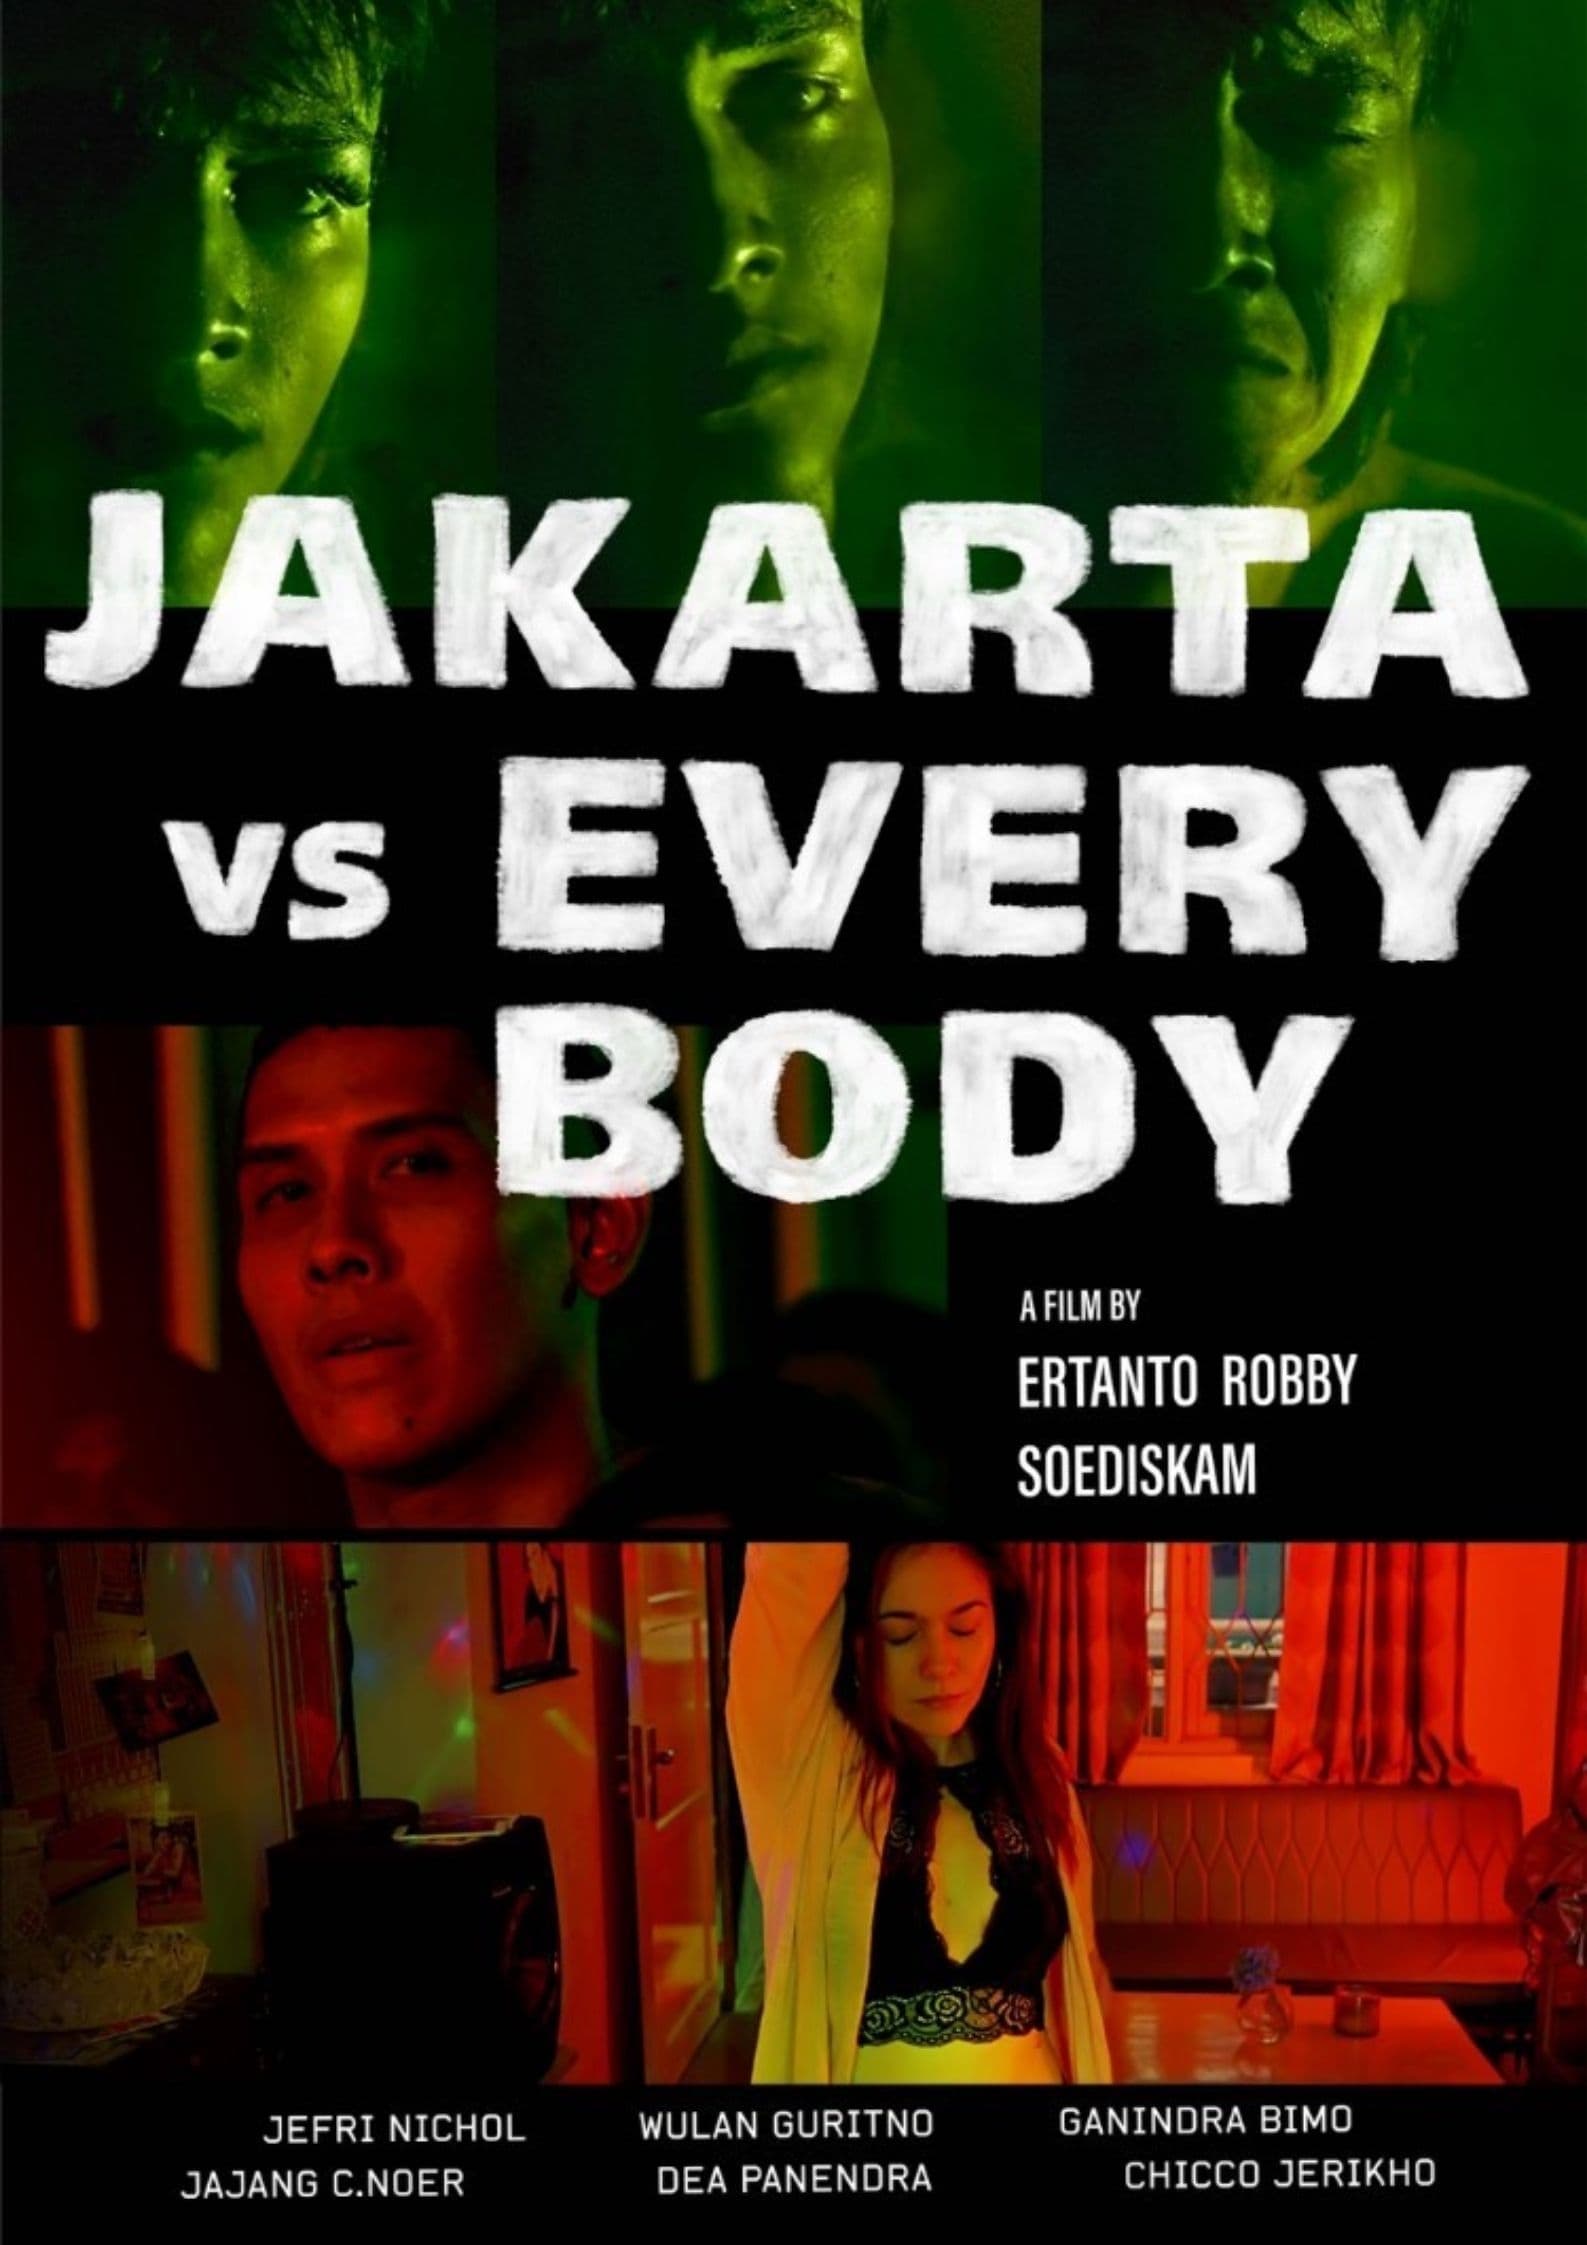 JAKARTA
VS EVERY
BODY
A FILM BY
ERTANTO ROBBY
SOEDISKAM
JEFRI NICHOL WULAN GURITNO GANINDRA BIMO
JAJANG C.NOER DEA PANENDRA CHICCO JERIKHO